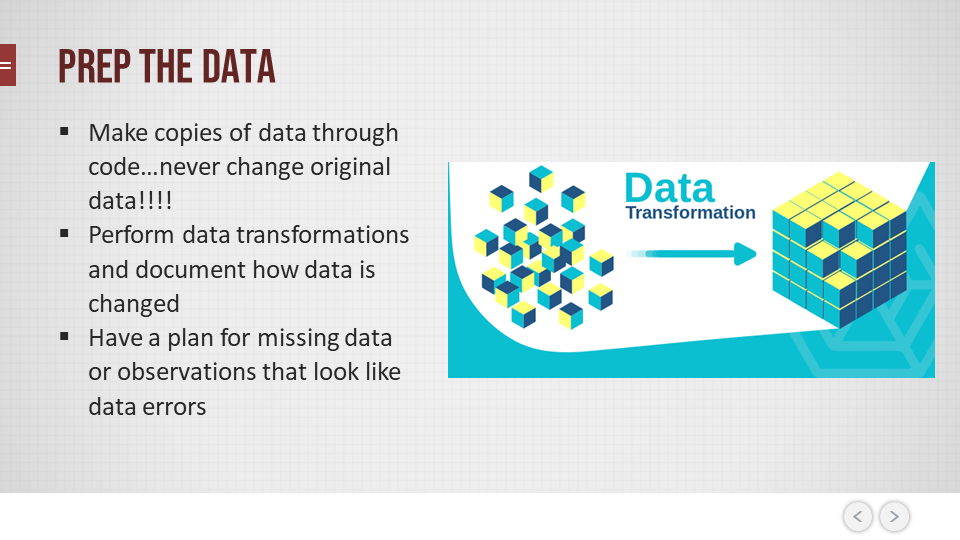 PREP THE DATA
▪ Make copies of data through
code…never change original
data!!!!
▪ Perform data transformations
and document how data is
changed
▪ Have a plan for missing data
or observations that look like
data errors
Data
Transformation